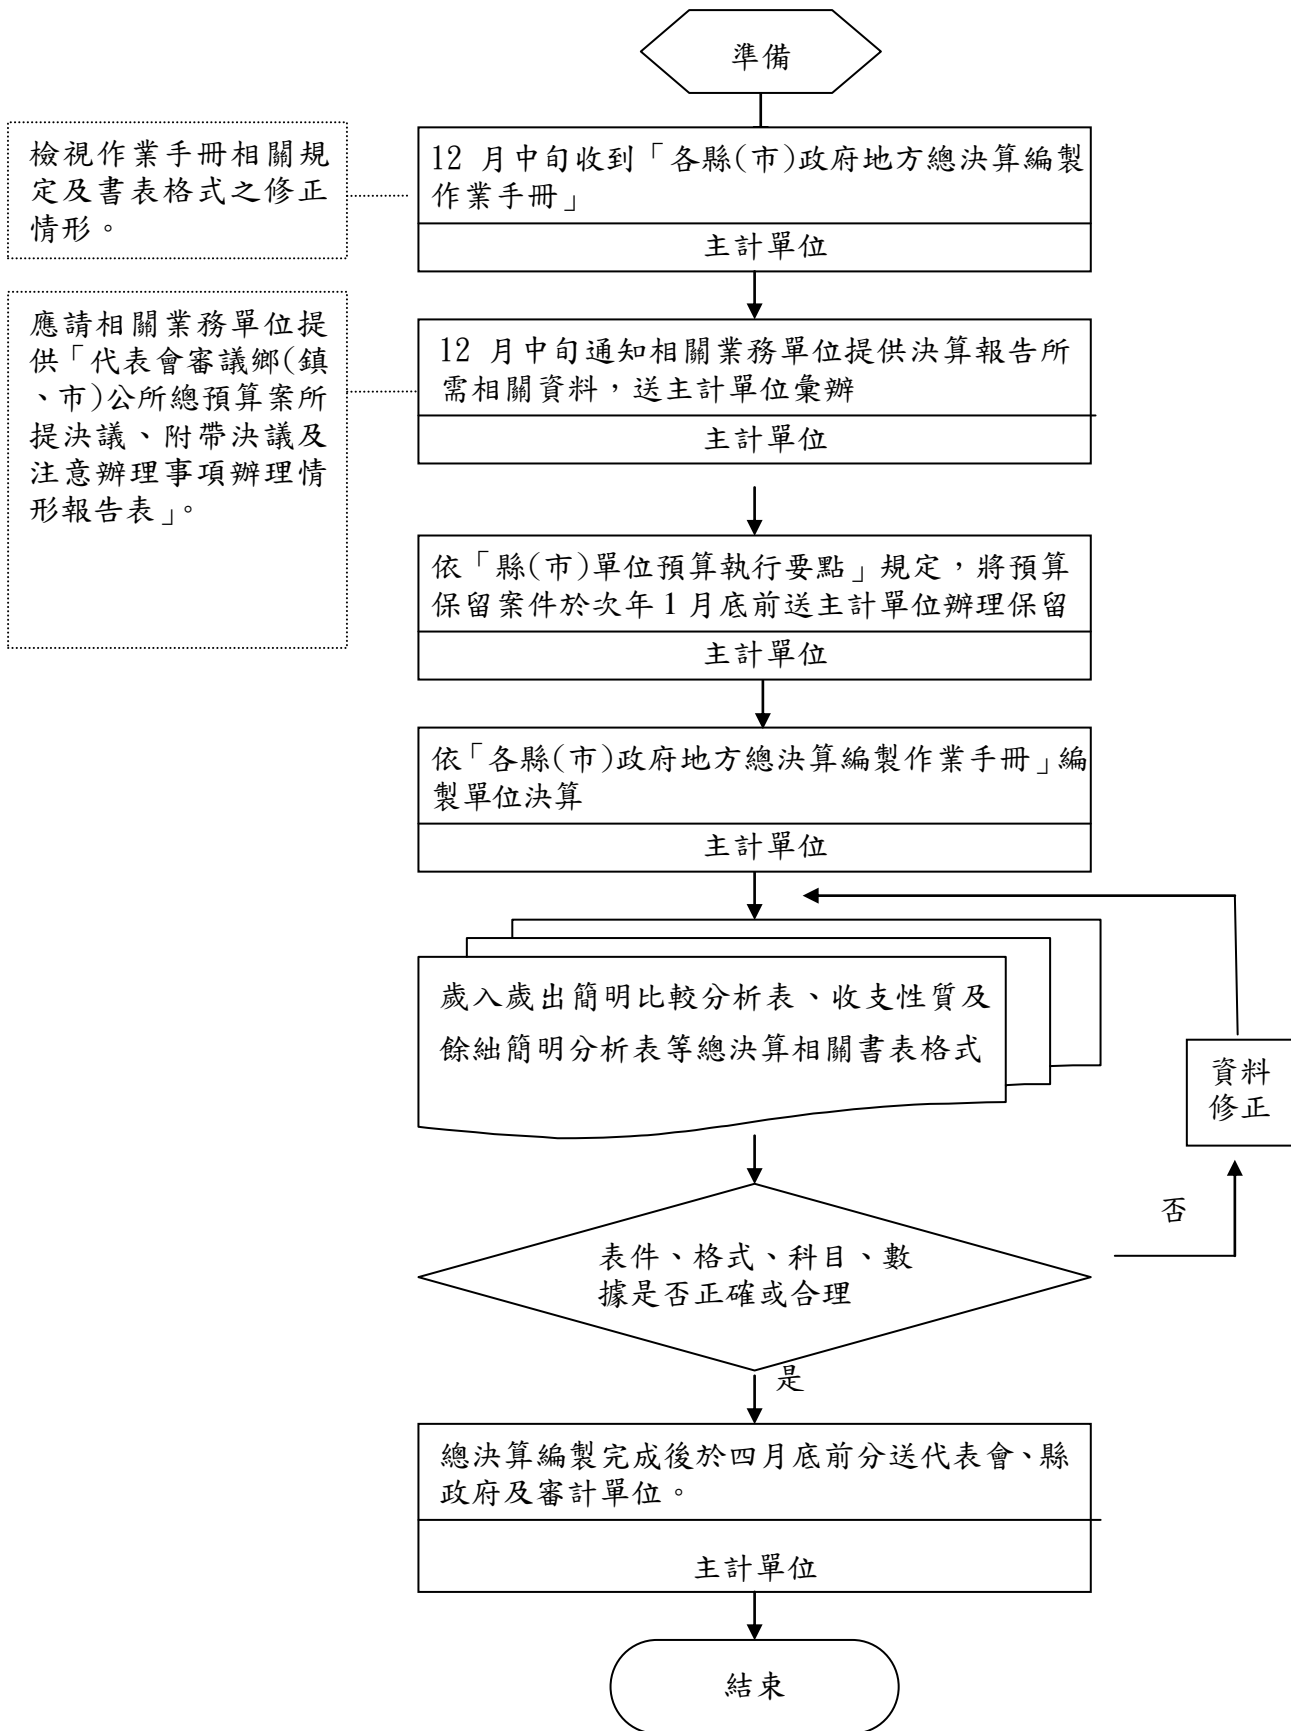 準備
檢視作業手冊相關規
定及書表格式之修正
情形。
12 月中旬收到「各縣(市)政府地方總決算編製
作業手冊」
主計單位
應請相關業務單位提
供「代表會審議鄉(鎮
、市)公所總預算案所
提決議、附帶決議及
注意辦理事項辦理情
形報告表」。
12 月中旬通知相關業務單位提供決算報告所
需相關資料，送主計單位彙辦
主計單位
依「縣(市)單位預算執行要點」規定，將預算
保留案件於次年1月底前送主計單位辦理保留
主計單位
依「各縣(市)政府地方總決算編製作業手冊」編
製單位決算
主計單位
歲入歲出簡明比較分析表、收支性質及
餘絀簡明分析表等總決算相關書表格式
資料
修正
否
表件、格式、科目、數
據是否正確或合理
是
總決算編製完成後於四月底前分送代表會、縣
政府及審計單位。
主計單位
結束